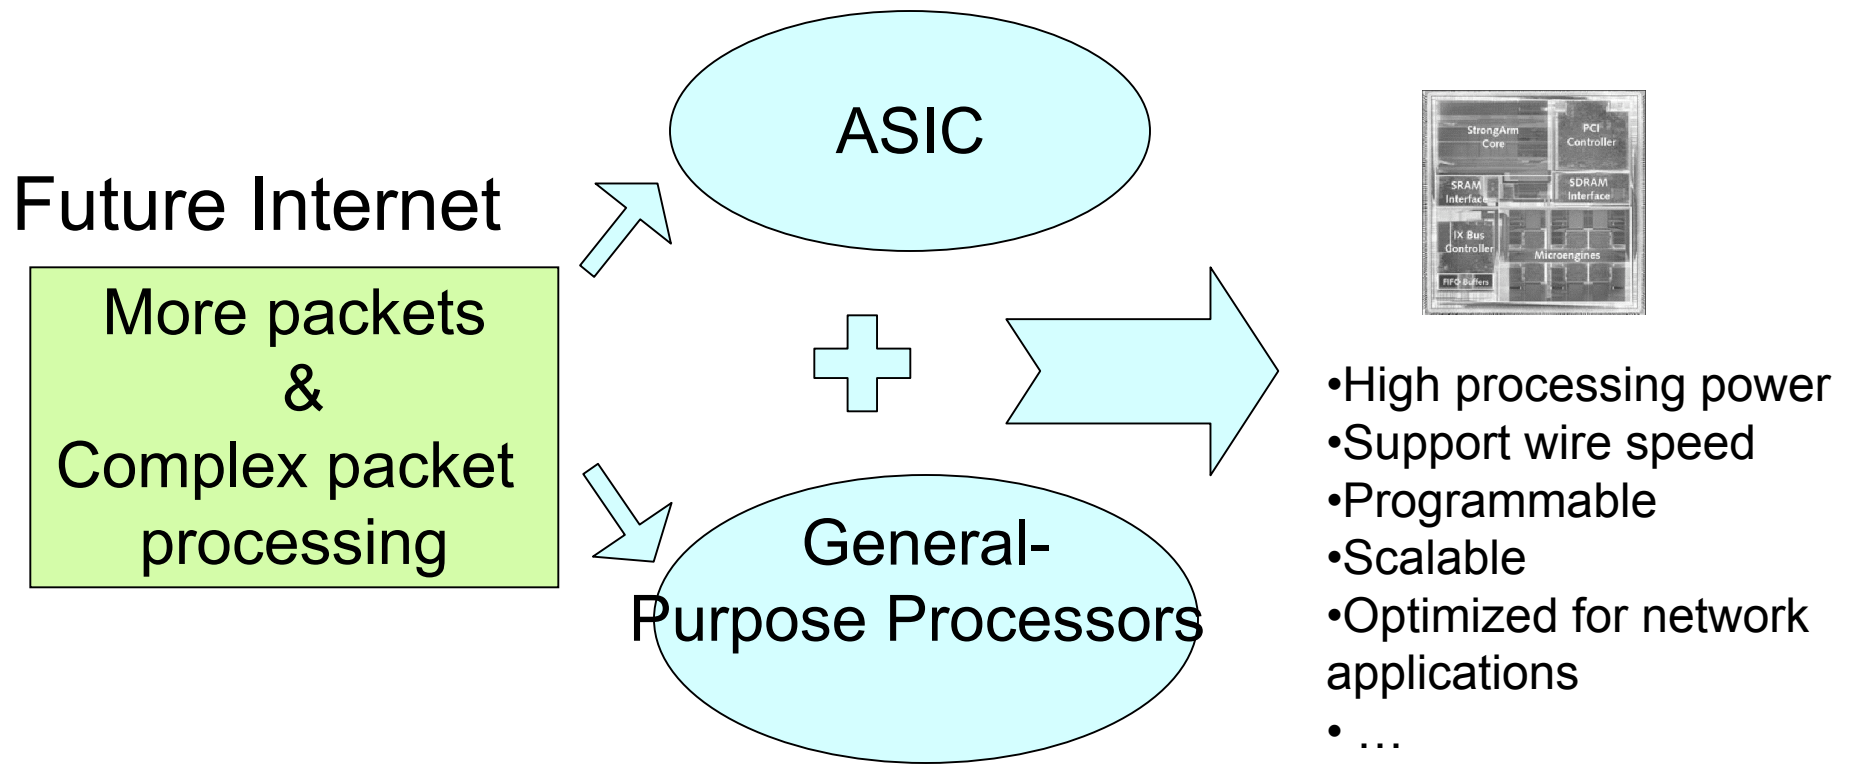 Future Internet
More packets
&
Complex packet
processing
ASIC
General-
Purpose Processors
StrongArm
Core
PCI
Controller
SRAM
Interface
SDRAM
Interface
IX Bus
Controller
Microengines
FIFO Buffers
•High processing power
•Support wire speed
•Programmable
•Scalable
•Optimized for network
applications
• …